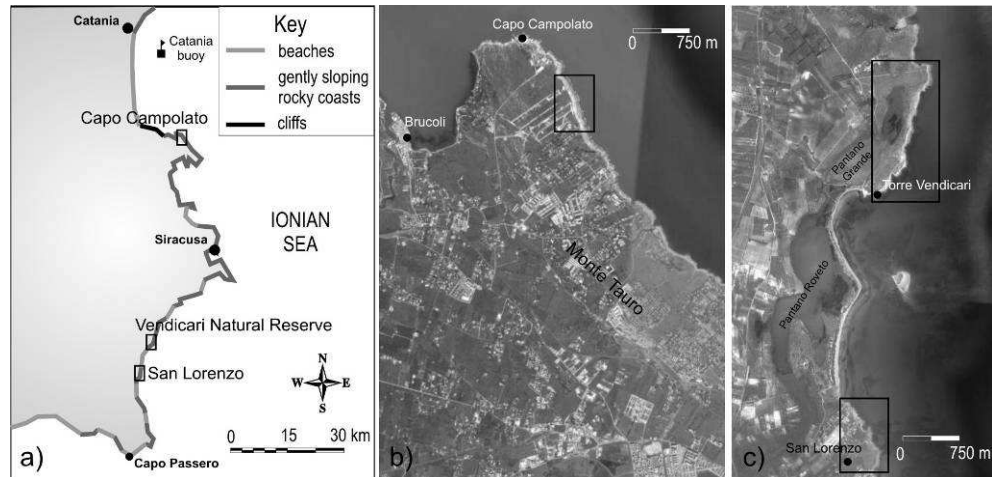 Catania
Catania
buoy
Key
beaches
gently sloping
rocky coasts
cliffs
Capo Campolato
IONIAN
SEA
Siracusa
Vendicari Natural Reserve
San Lorenzo
N
W E
S
0 15 30 km
Capo Passero
a)
Capo Campolato
0 750 m
Brucoli
Monte Tauro
b)
Pantano
Grande
Torre Vendicari
Pantano Roveto
San Lorenzo
0 750 m
c)